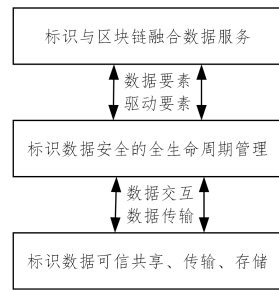 标识与区块链融合数据服务
数据要素
驱动要素
标识数据安全的全生命周期管理
数据交互
数据传输
标识数据可信共享、传输、存储